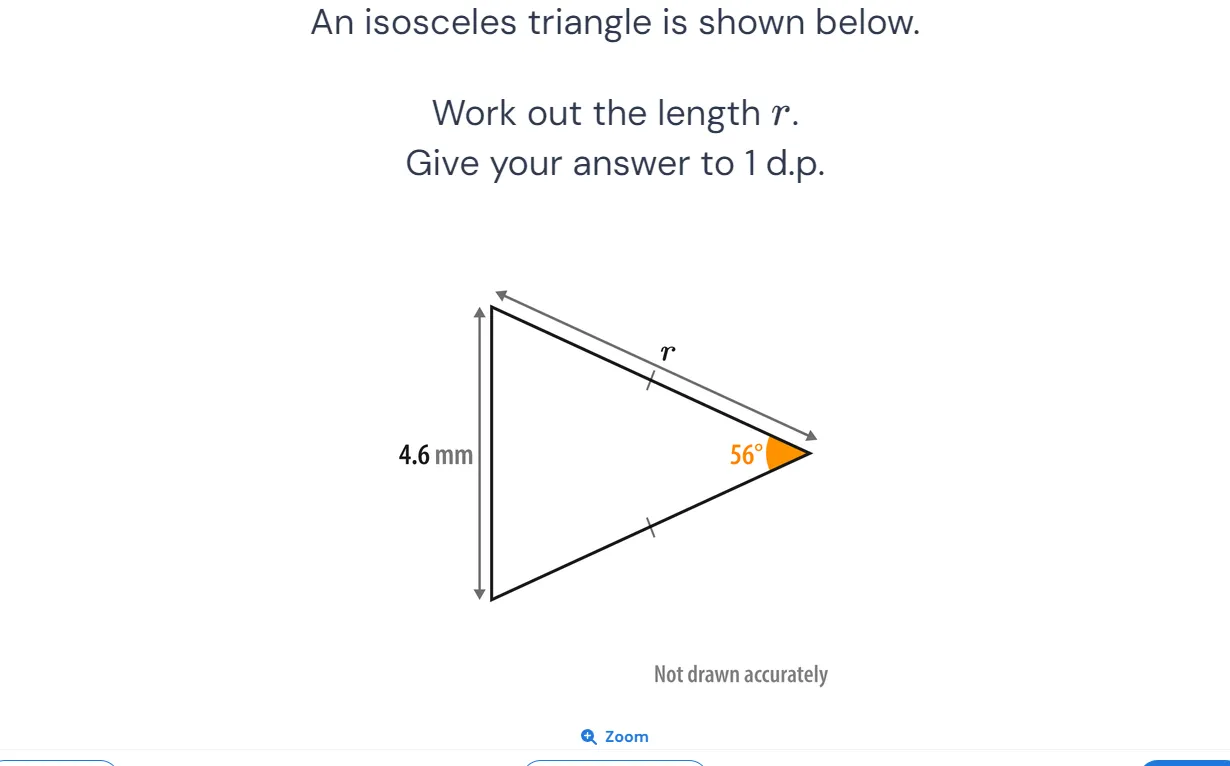 An isosceles triangle is shown below.
Work out the length r.
Give your answer to 1 d.p.
r
4.6 mm
56°
Not drawn accurately
Zoom